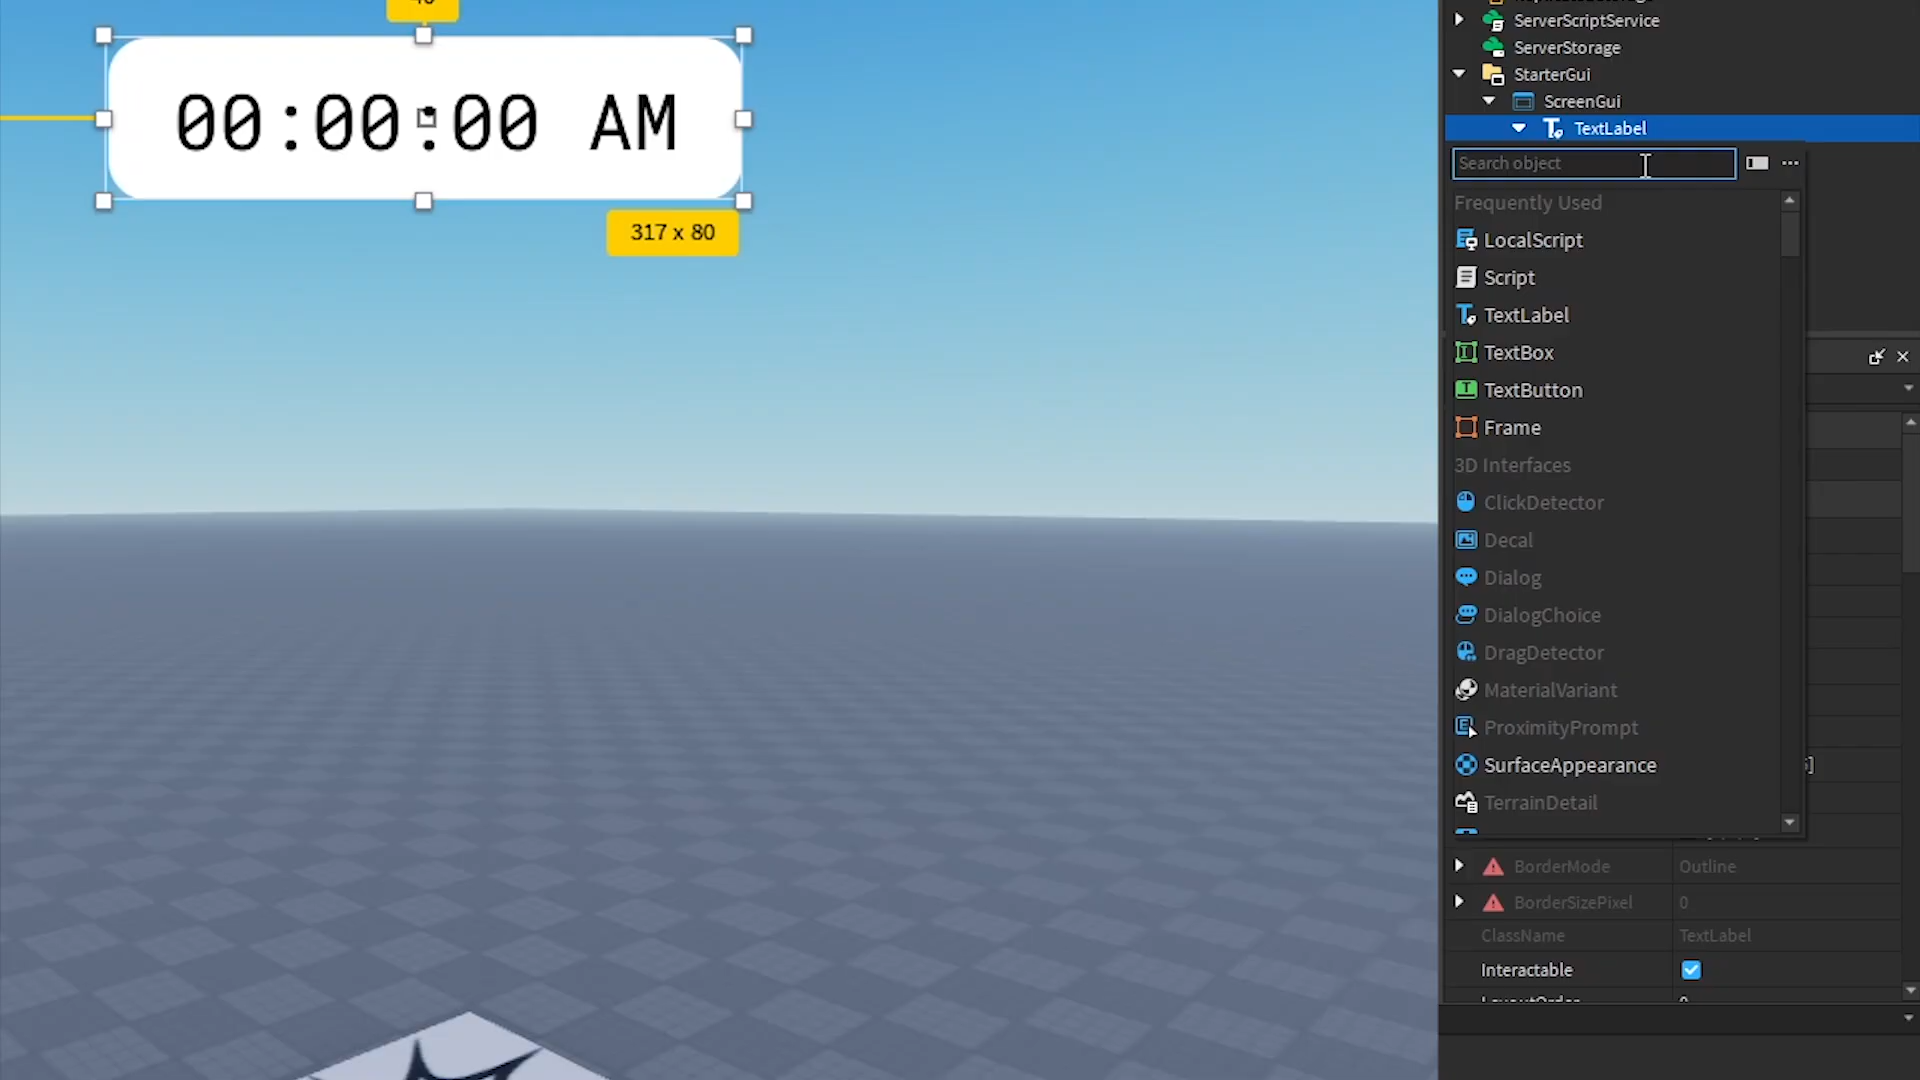 00:00:00 AM
317 x 80
ServerScriptService
ServerStorage
StarterGui
ScreenGui
TextLabel
Search object
Frequently Used
LocalScript
Script
TextLabel
TextBox
TextButton
Frame
3D Interfaces
ClickDetector
Decal
Dialog
DialogChoice
DragDetector
MaterialVariant
ProximityPrompt
SurfaceAppearance
TerrainDetail
BorderMode Outline
BorderSizePixel 0
ClassName TextLabel
Interactable